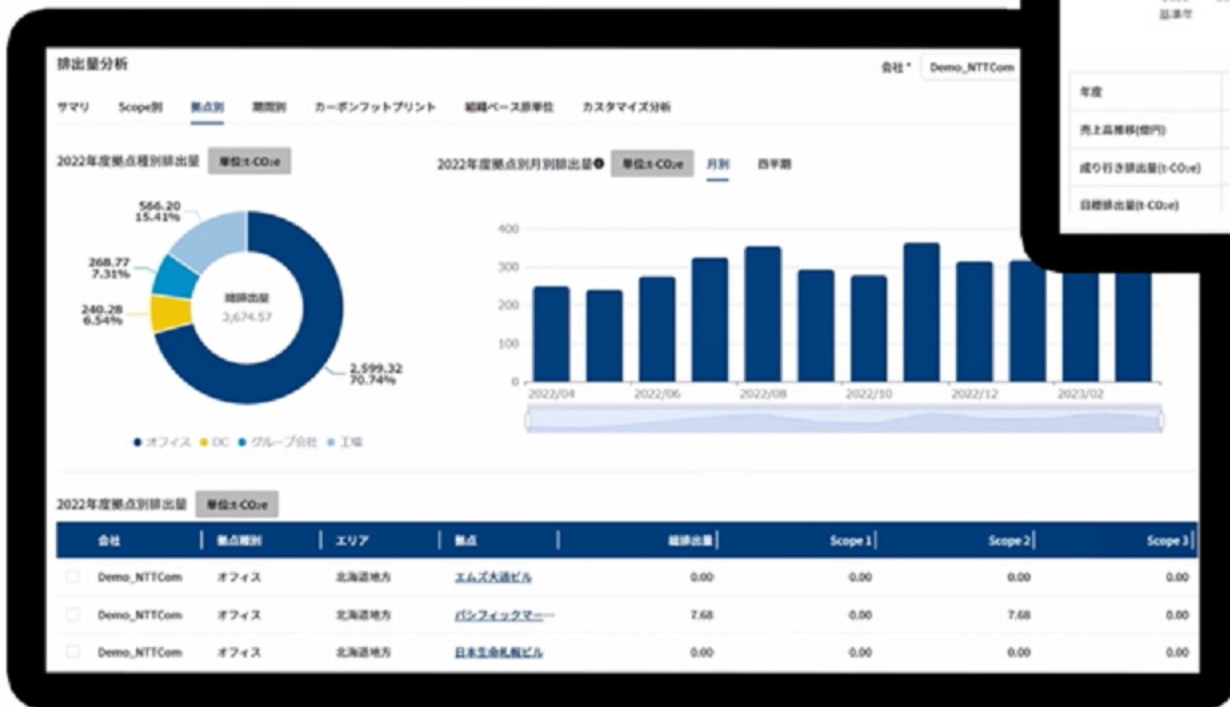 基準年
年度
売上高推移(億円)
成り行き排出量(t-CO₂e)
目標排出量(t-CO₂e)
排出量分析
会社* Demo_NTTCom
サマリ Scope別 拠点別 期間別 カーボンフットプリント 組織ベース原単位 カスタマイズ分析
2022年度拠点種別排出量 単位:t-CO₂e
2022年度拠点別月別排出量 単位:t-CO₂e 月別 四半期
566.20
15.41%
268.77
7.31%
240.28
6.54%
総排出量
3,674.57
2,599.32
70.74%
オフィス DC グループ会社 工場
400
300
200
100
0
2022/04 2022/06 2022/08 2022/10 2022/12 2023/02
2022年度拠点別排出量 単位:t-CO₂e
会社 拠点種別 エリア 拠点 総排出量 Scope 1 Scope 2 Scope 3
Demo_NTTCom オフィス 北海道地方 エムズ大通ビル 0.00 0.00 0.00 0.00
Demo_NTTCom オフィス 北海道地方 パシフィックマー… 7.68 0.00 7.68 0.00
Demo_NTTCom オフィス 北海道地方 日本生命札幌ビル 0.00 0.00 0.00 0.00